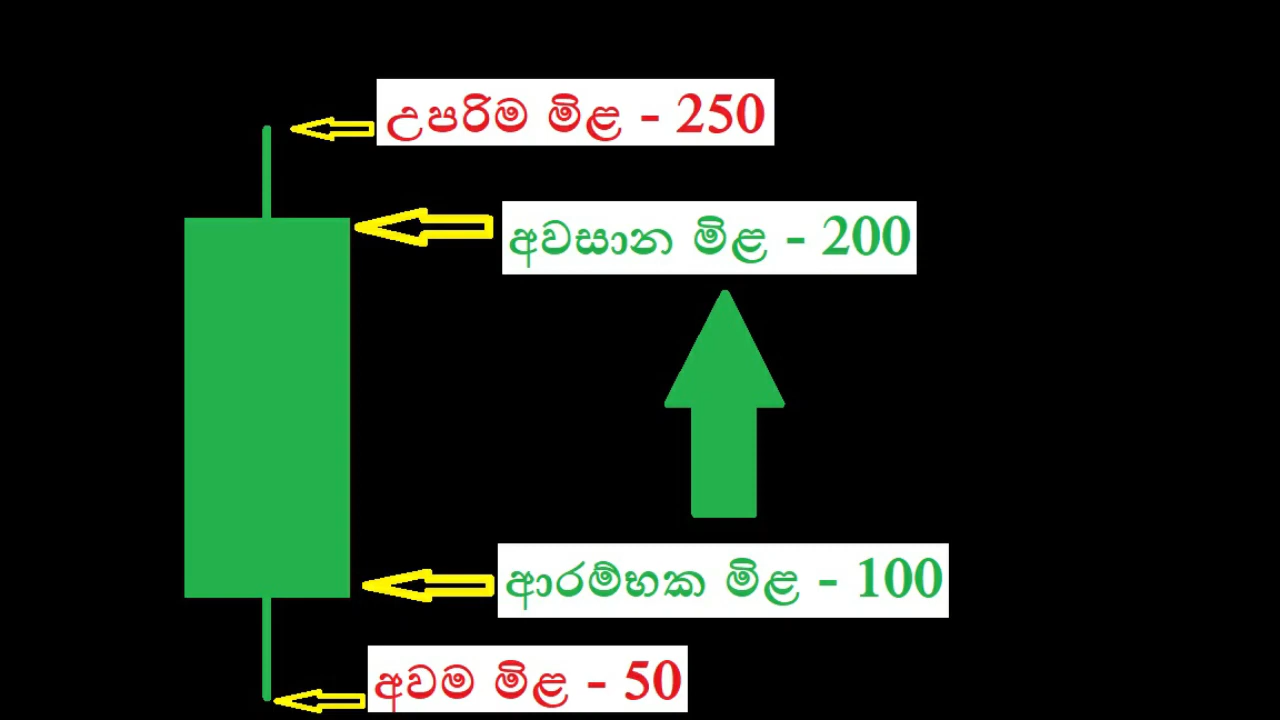 උපරිම මිළ - 250
අවසාන මිළ - 200
ආරම්භක මිළ - 100
අවම මිළ - 50